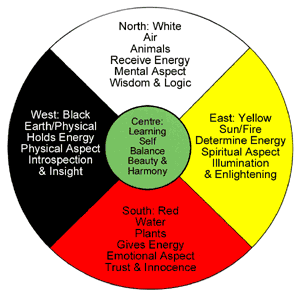 North: White
Air
Animals
Receive Energy
Mental Aspect
Wisdom & Logic
West: Black
Earth/Physical
Holds Energy
Physical Aspect
Introspection
& Insight
Centre:
Learning
Self
Balance
Beauty &
Harmony
East: Yellow
Sun/Fire
Determine Energy
Spiritual Aspect
Illumination
& Enlightening
South: Red
Water
Plants
Gives Energy
Emotional Aspect
Trust & Innocence